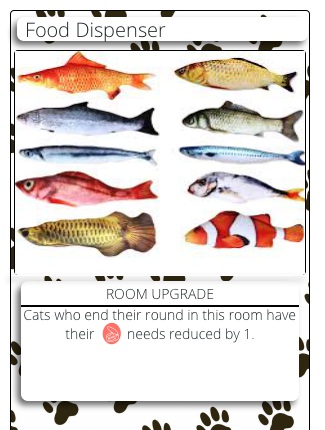 Food Dispenser
ROOM UPGRADE
Cats who end their round in this room have
their needs reduced by 1.